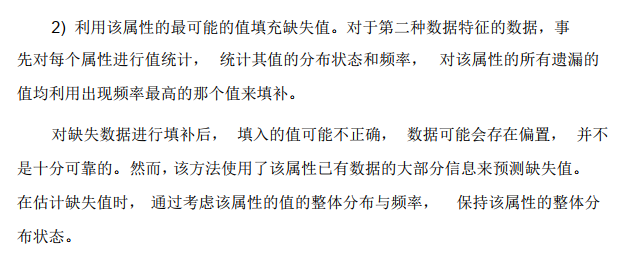 2) 利用该属性的最可能的值填充缺失值。对于第二种数据特征的数据，事
先对每个属性进行值统计， 统计其值的分布状态和频率， 对该属性的所有遗漏的
值均利用出现频率最高的那个值来填补。
对缺失数据进行填补后， 填入的值可能不正确， 数据可能会存在偏置， 并不
是十分可靠的。然而，该方法使用了该属性已有数据的大部分信息来预测缺失值。
在估计缺失值时， 通过考虑该属性的值的整体分布与频率， 保持该属性的整体分
布状态。